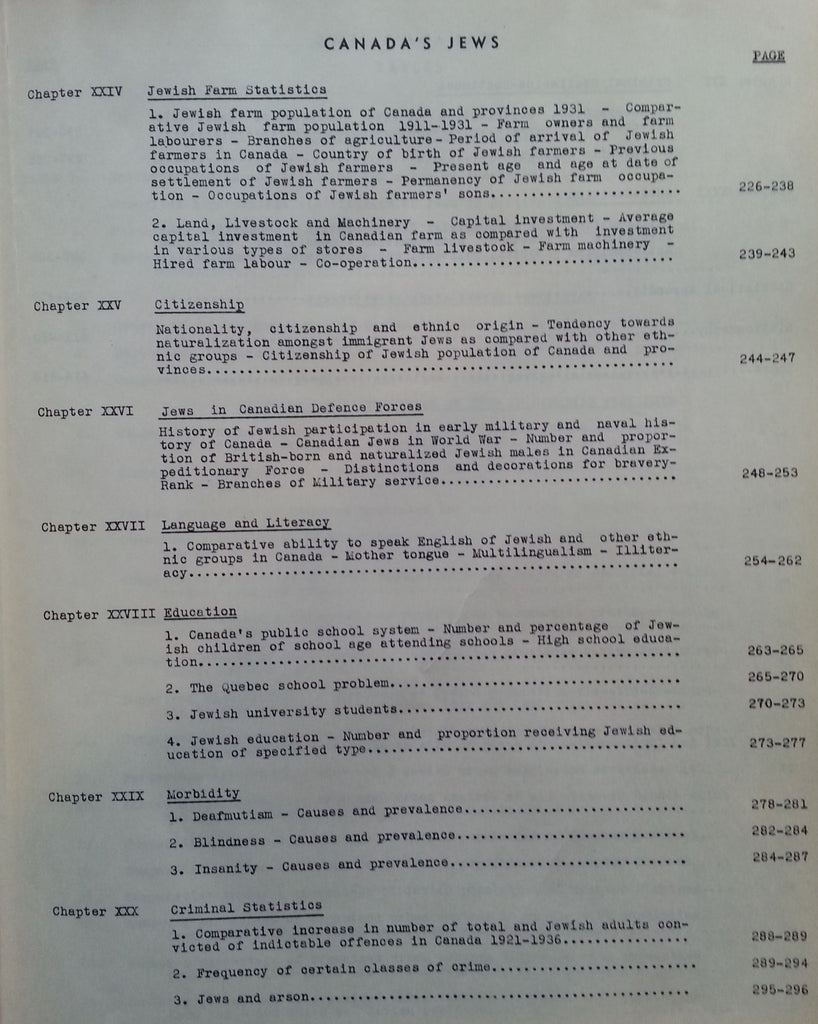 CANADA'S JEWS
PAGE
Chapter XXIV Jewish Farm Statistics
1. Jewish farm population of Canada and provinces 1931 - Compar-
ative Jewish farm population 1911-1931 - Farm owners and farm
labourers - Branches of agriculture - Period of arrival of Jewish
farmers in Canada - Country of birth of Jewish farmers - Previous
occupations of Jewish farmers - Present age and age at date of
settlement of Jewish farmers - Permanency of Jewish farm occupa-
tion - Occupations of Jewish farmers' sons........................ 226-238
2. Land, Livestock and Machinery - Capital investment - Average
capital investment in Canadian farm as compared with investment
in various types of stores - Farm livestock - Farm machinery -
Hired farm labour - Co-operation................................. 239-243
Chapter XXV Citizenship
Nationality, citizenship and ethnic origin - Tendency towards
naturalization amongst immigrant Jews as compared with other eth-
nic groups - Citizenship of Jewish population of Canada and pro-
vinces........................................................... 244-247
Chapter XXVI Jews in Canadian Defence Forces
History of Jewish participation in early military and naval his-
tory of Canada - Canadian Jews in World War - Number and propor-
tion of British-born and naturalized Jewish males in Canadian Ex-
peditionary Force - Distinctions and decorations for bravery-
Rank - Branches of Military service.............................. 248-253
Chapter XXVII Language and Literacy
1. Comparative ability to speak English of Jewish and other eth-
nic groups in Canada - Mother tongue - Multilingualism - Illiter-
acy.............................................................. 254-262
Chapter XXVIII Education
1. Canada's public school system - Number and percentage of Jew-
ish children of school age attending schools - High school educa-
tion............................................................. 263-265
2. The Quebec school problem..................................... 265-270
3. Jewish university students.................................... 270-273
4. Jewish education - Number and proportion receiving Jewish ed-
ucation of specified type........................................ 273-277
Chapter XXIX Morbidity
1. Deafmutism - Causes and prevalence............................ 278-281
2. Blindness - Causes and prevalence............................. 282-284
3. Insanity - Causes and prevalence.............................. 284-287
Chapter XXX Criminal Statistics
1. Comparative increase in number of total and Jewish adults con-
victed of indictable offences in Canada 1921-1936................ 288-289
2. Frequency of certain classes of crime......................... 289-294
3. Jews and arson................................................ 295-296